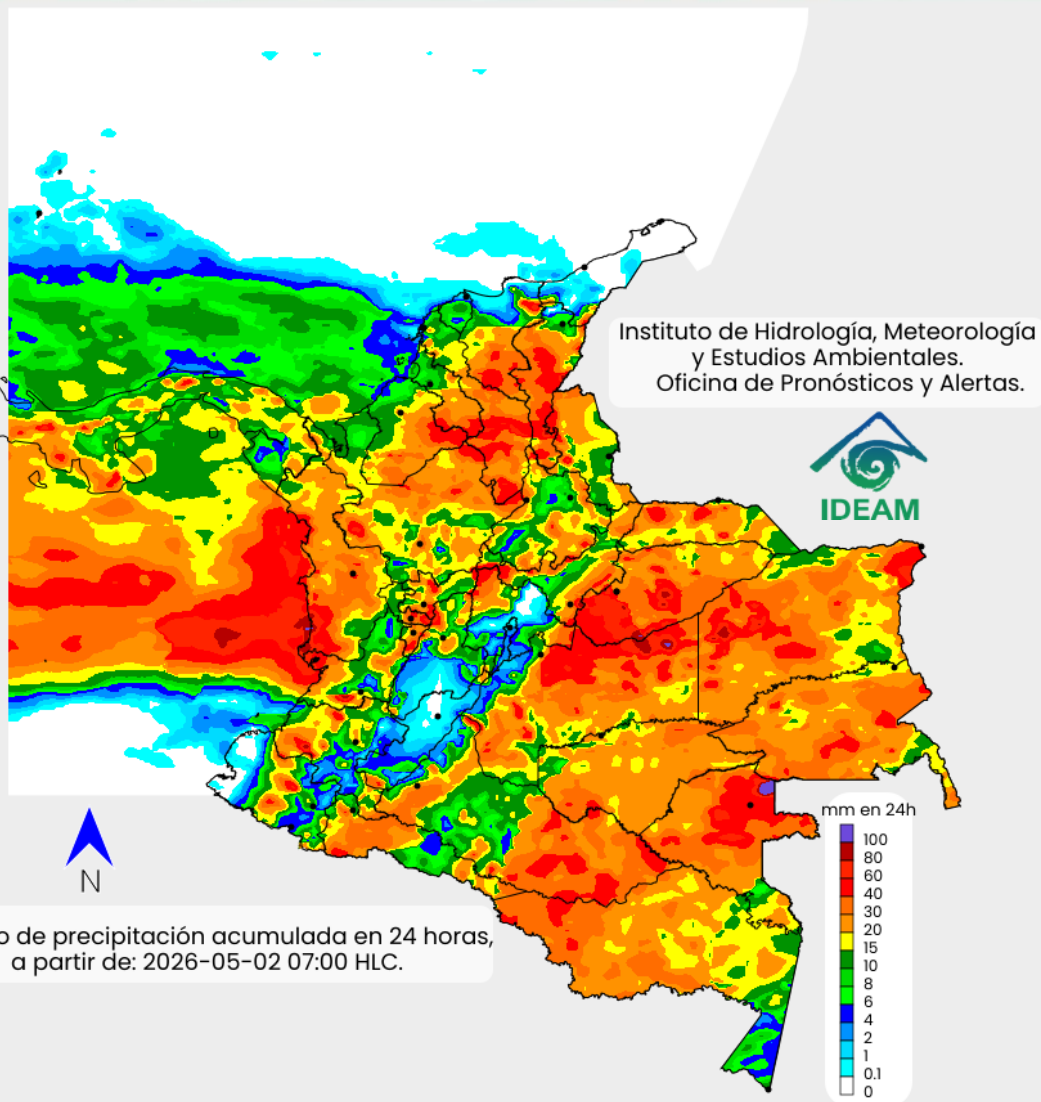 Instituto de Hidrología, Meteorología
y Estudios Ambientales.
Oficina de Pronósticos y Alertas.
IDEAM
mm en 24h
100
80
60
40
30
20
15
10
8
6
4
2
1
0.1
0
N
o de precipitación acumulada en 24 horas,
a partir de: 2026-05-02 07:00 HLC.